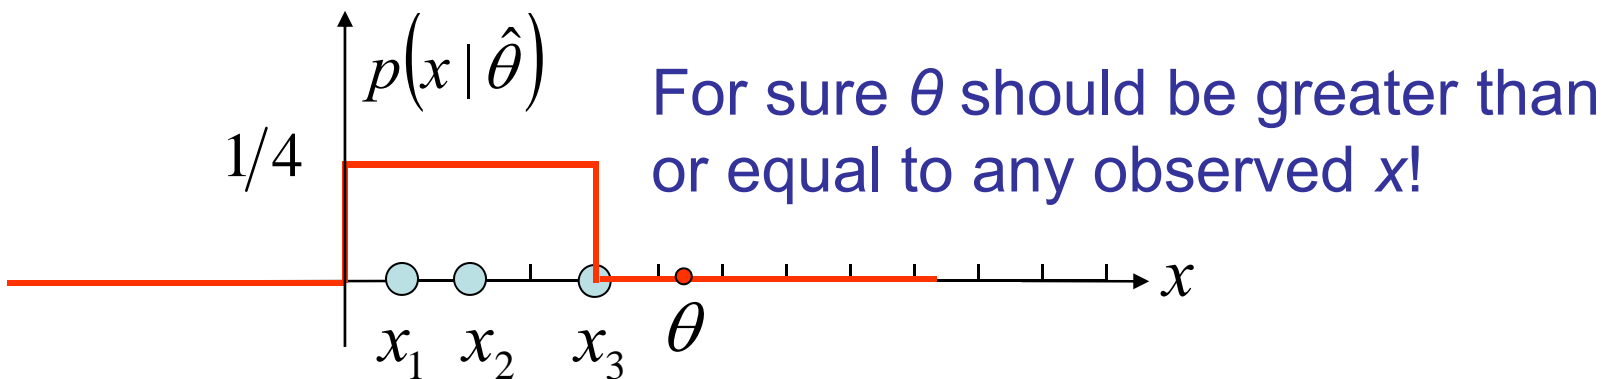 p(x | θ̂)
For sure θ should be greater than
or equal to any observed x!
1/4
x
x₁ x₂ x₃ θ